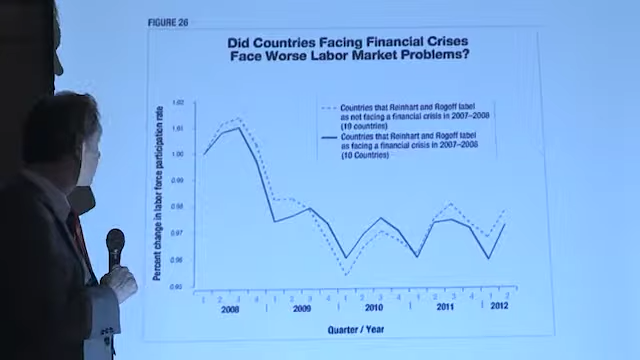 FIGURE 26
Did Countries Facing Financial Crises
Face Worse Labor Market Problems?
Percent change in labor force participation rate
1.02
1.01
1.00
0.99
0.98
0.97
0.96
0.95
Countries that Reinhart and Rogoff label
as not facing a financial crisis in 2007–2008
(19 countries)
Countries that Reinhart and Rogoff label
as facing a financial crisis in 2007–2008
(10 Countries)
1 2 3 4 1 2 3 4 1 2 3 4 1 2 3 4 1 2
2008 2009 2010 2011 2012
Quarter / Year